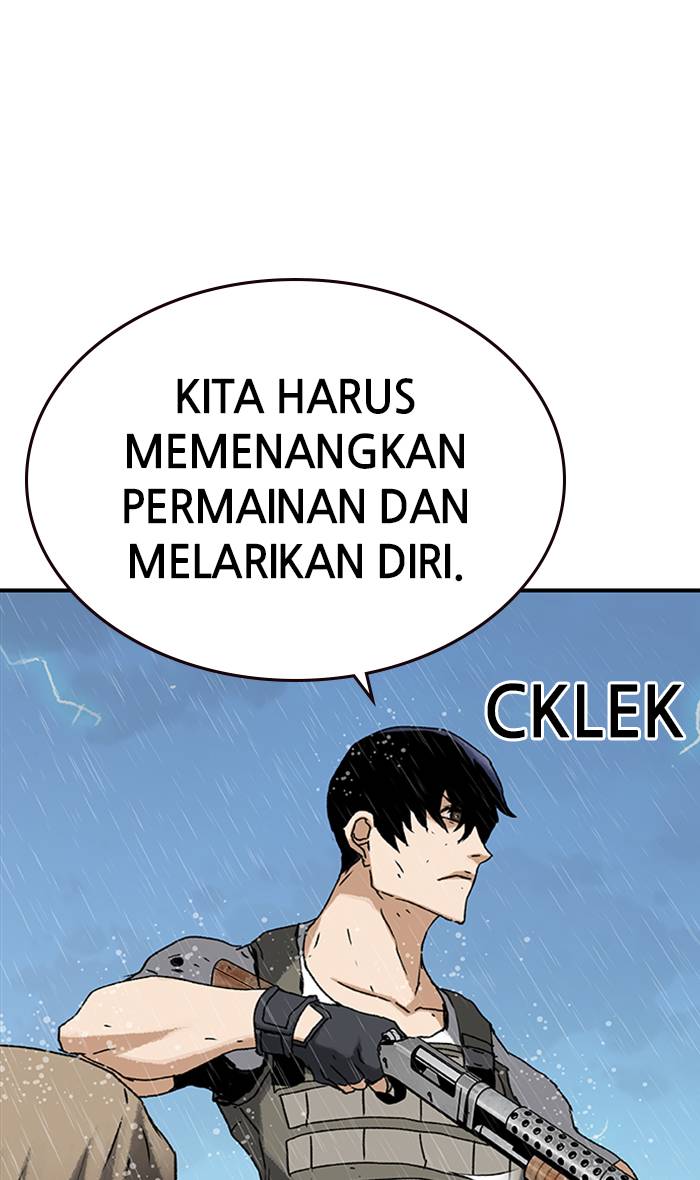 KITA HARUS
MEMENANGKAN
PERMAINAN DAN
MELARIKAN DIRI.
CKLEK